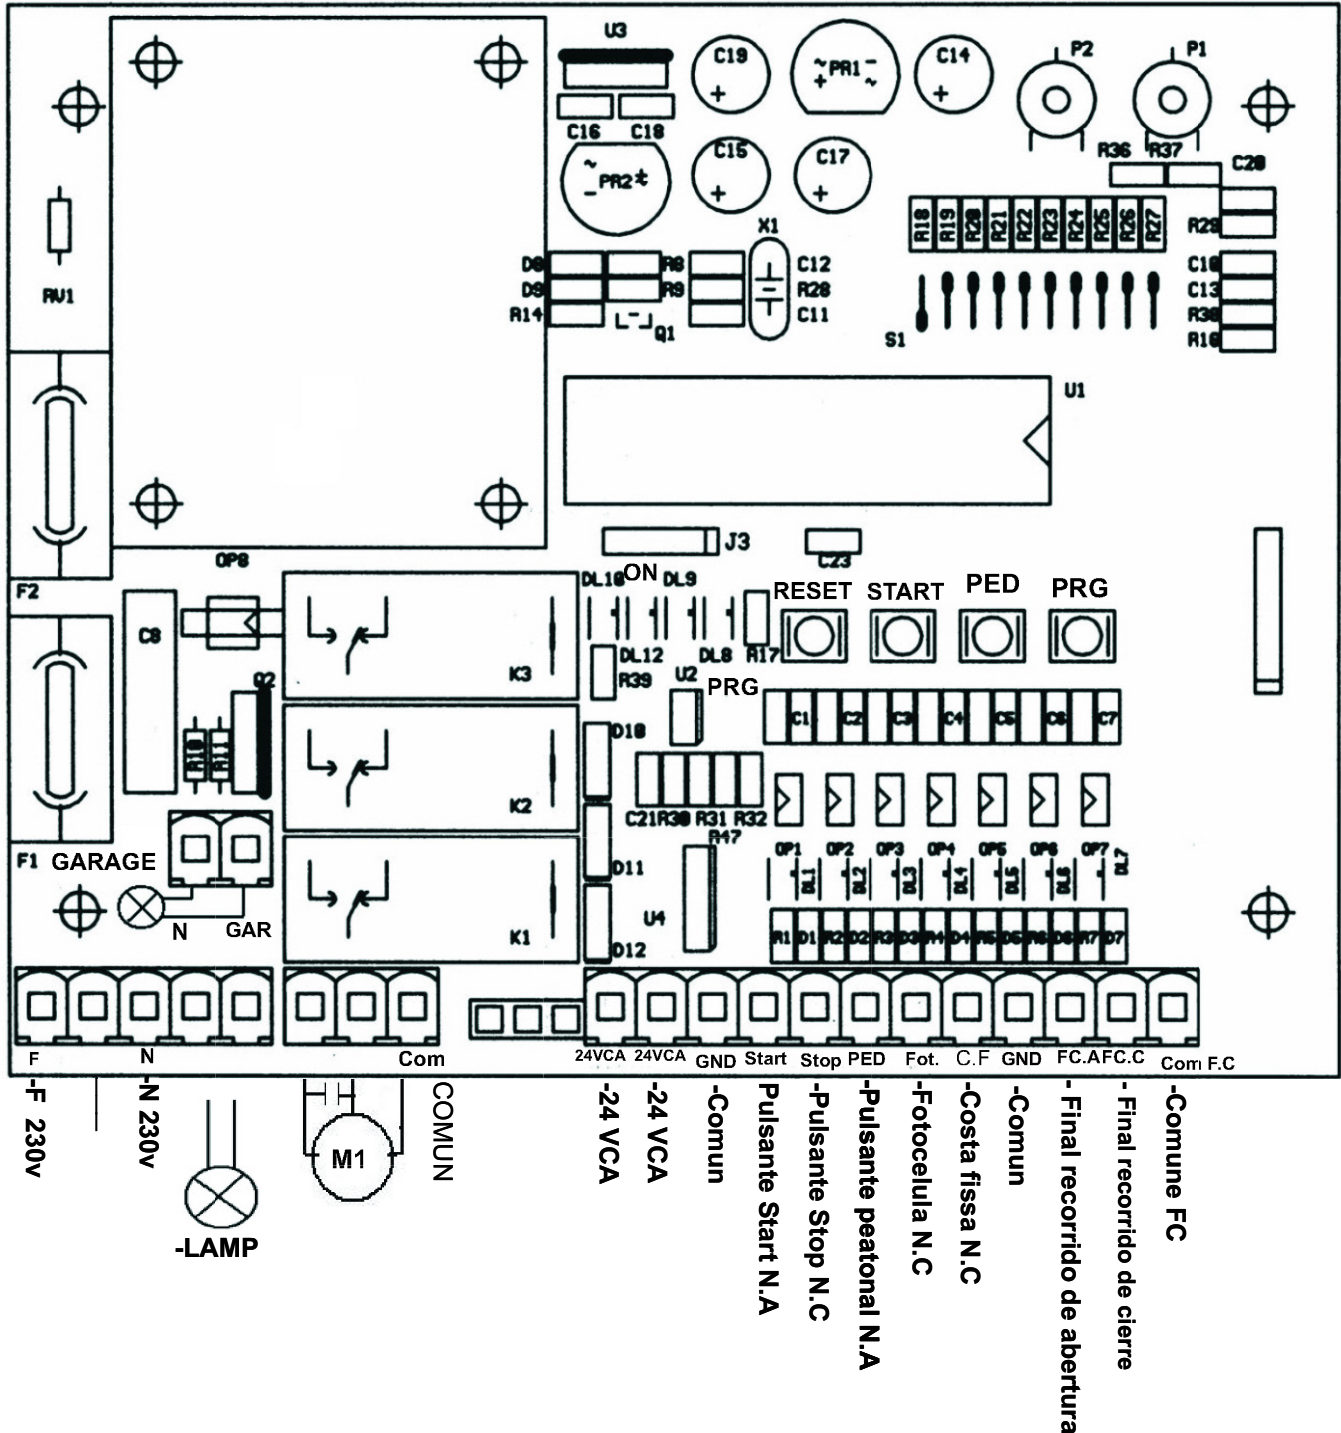 U3
C19
PR1
C14
P2
P1
C16
C18
R36
R37
C20
PR2
C15
C17
R18
R19
R20
R21
R22
R23
R24
R25
R26
R27
R29
X1
D8
R8
C12
C10
RV1
D9
R9
R28
C13
R14
Q1
C11
S1
R38
R16
U1
J3
C23
OP8
F2
ON
DL10
DL9
RESET
START
PED
PRG
C8
K3
DL12
DL8
R17
R39
U2
PRG
Q2
R10
R11
D10
C1
C2
C3
C4
C5
C6
C7
K2
C21
R30
R31
R32
R47
F1
GARAGE
OP1
OP2
OP3
OP4
OP5
OP6
OP7
DL1
DL2
DL3
DL4
DL5
DL6
DL7
D11
U4
N
GAR
K1
D12
R1
D1
R2
D2
R3
D3
R4
D4
R5
D5
R6
D6
R7
D7
F
N
Com
24VCA
24VCA
GND
Start
Stop
PED
Fot.
C.F
GND
FC.A
FC.C
Com F.C
-F 230v
-N 230v
-LAMP
M1
COMUN
-24 VCA
-24 VCA
-Comun
Pulsante Start N.A
-Pulsante Stop N.C
-Pulsante peatonal N.A
-Fotocelula N.C
-Costa fissa N.C
-Comun
- Final recorrido de abertura
- Final recorrido de cierre
-Comune FC